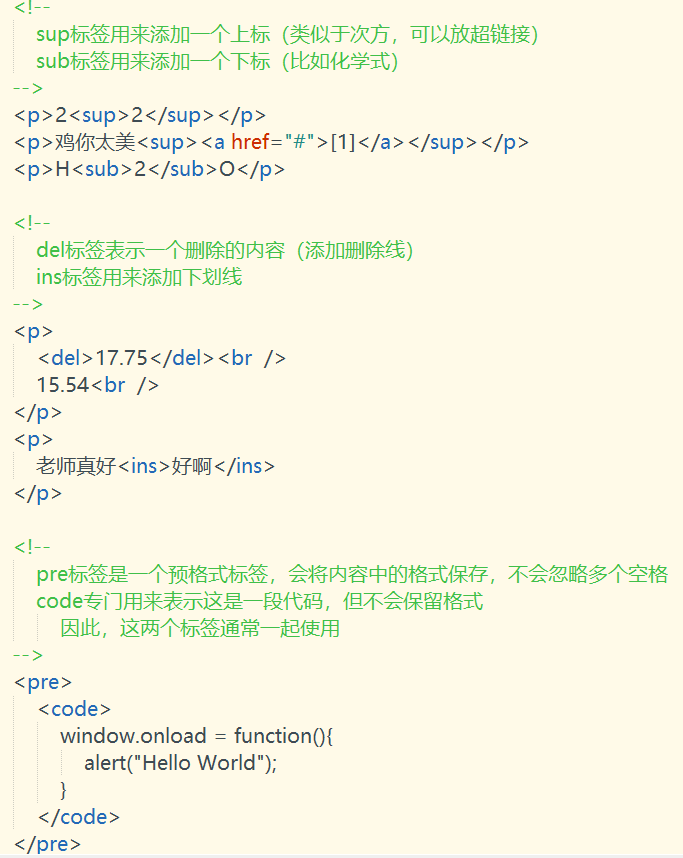 <!--
sup标签用来添加一个上标（类似于次方，可以放超链接）
sub标签用来添加一个下标（比如化学式）
-->
<p>2<sup>2</sup></p>
<p>鸡你太美<sup><a href="#">[1]</a></sup></p>
<p>H<sub>2</sub>O</p>
<!--
del标签表示一个删除的内容（添加删除线）
ins标签用来添加下划线
-->
<p>
<del>17.75</del><br />
15.54<br />
</p>
<p>
老师真好<ins>好啊</ins>
</p>
<!--
pre标签是一个预格式标签，会将内容中的格式保存，不会忽略多个空格
code专门用来表示这是一段代码，但不会保留格式
因此，这两个标签通常一起使用
-->
<pre>
<code>
window.onload = function(){
alert("Hello World");
}
</code>
</pre>